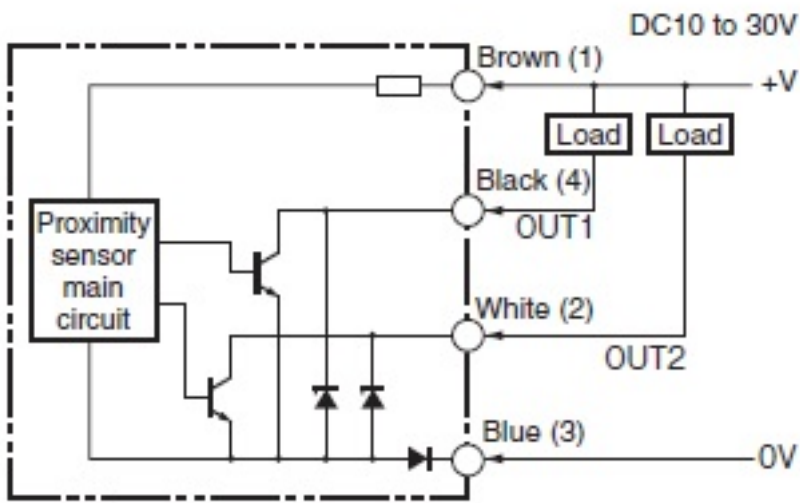 DC10 to 30V
Brown (1)
+V
Load
Load
Black (4)
OUT1
Proximity
sensor
main
circuit
White (2)
OUT2
Blue (3)
0V